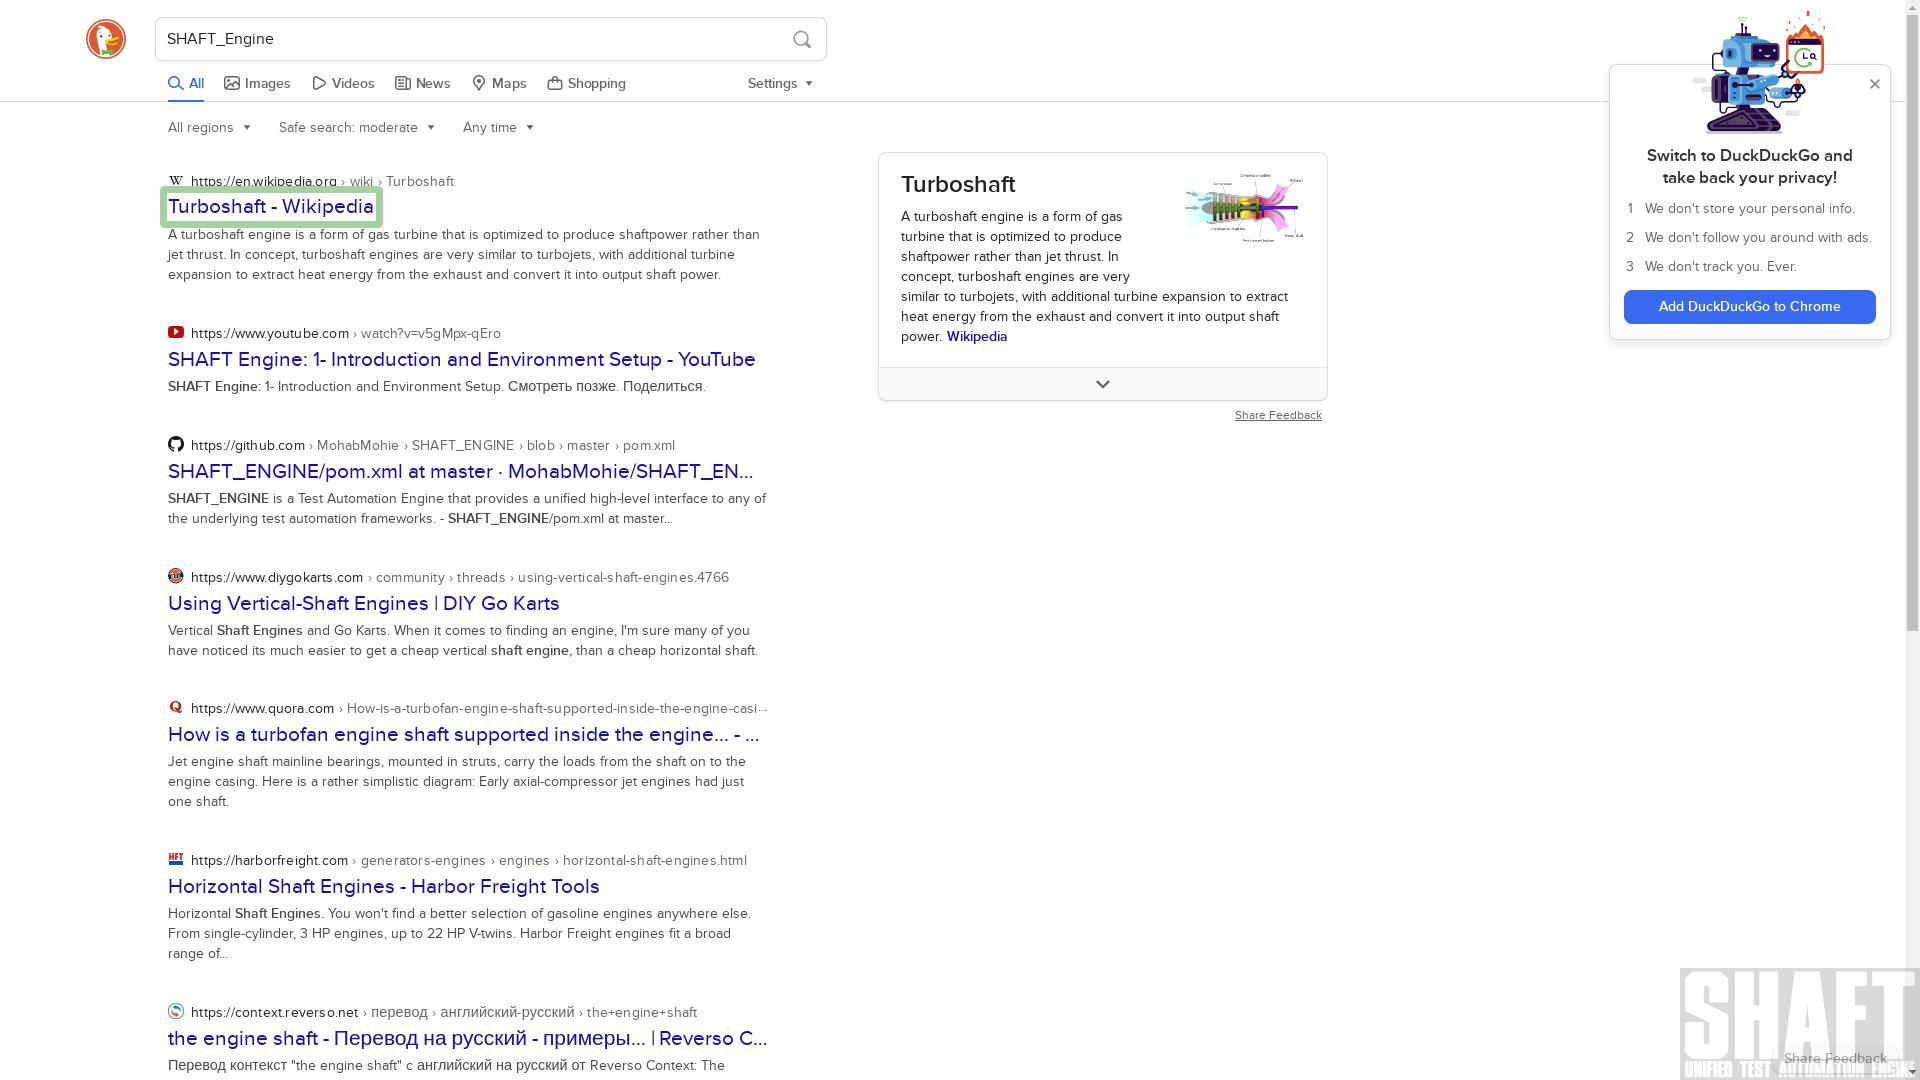 SHAFT_Engine
All Images Videos News Maps Shopping Settings
All regions Safe search: moderate Any time
https://en.wikipedia.org › wiki › Turboshaft
Turboshaft - Wikipedia
A turboshaft engine is a form of gas turbine that is optimized to produce shaftpower rather than
jet thrust. In concept, turboshaft engines are very similar to turbojets, with additional turbine
expansion to extract heat energy from the exhaust and convert it into output shaft power.
https://www.youtube.com › watch?v=v5gMpx-qEro
SHAFT Engine: 1- Introduction and Environment Setup - YouTube
SHAFT Engine: 1- Introduction and Environment Setup. Смотреть позже. Поделиться.
https://github.com › MohabMohie › SHAFT_ENGINE › blob › master › pom.xml
SHAFT_ENGINE/pom.xml at master · MohabMohie/SHAFT_EN...
SHAFT_ENGINE is a Test Automation Engine that provides a unified high-level interface to any of
the underlying test automation frameworks. - SHAFT_ENGINE/pom.xml at master...
https://www.diygokarts.com › community › threads › using-vertical-shaft-engines.4766
Using Vertical-Shaft Engines | DIY Go Karts
Vertical Shaft Engines and Go Karts. When it comes to finding an engine, I'm sure many of you
have noticed its much easier to get a cheap vertical shaft engine, than a cheap horizontal shaft.
https://www.quora.com › How-is-a-turbofan-engine-shaft-supported-inside-the-engine-casi...
How is a turbofan engine shaft supported inside the engine... - ...
Jet engine shaft mainline bearings, mounted in struts, carry the loads from the shaft on to the
engine casing. Here is a rather simplistic diagram: Early axial-compressor jet engines had just
one shaft.
https://harborfreight.com › generators-engines › engines › horizontal-shaft-engines.html
Horizontal Shaft Engines - Harbor Freight Tools
Horizontal Shaft Engines. You won't find a better selection of gasoline engines anywhere else.
From single-cylinder, 3 HP engines, up to 22 HP V-twins. Harbor Freight engines fit a broad
range of...
https://context.reverso.net › перевод › английский-русский › the+engine+shaft
the engine shaft - Перевод на русский - примеры... | Reverso C...
Перевод контекст "the engine shaft" c английский на русский от Reverso Context: The
Turboshaft
A turboshaft engine is a form of gas
turbine that is optimized to produce
shaftpower rather than jet thrust. In
concept, turboshaft engines are very
similar to turbojets, with additional turbine expansion to extract
heat energy from the exhaust and convert it into output shaft
power. Wikipedia
Share Feedback
Switch to DuckDuckGo and
take back your privacy!
1 We don't store your personal info.
2 We don't follow you around with ads.
3 We don't track you. Ever.
Add DuckDuckGo to Chrome
SHAFT
Share Feedback
UNIFIED TEST AUTOMATION ENGINE